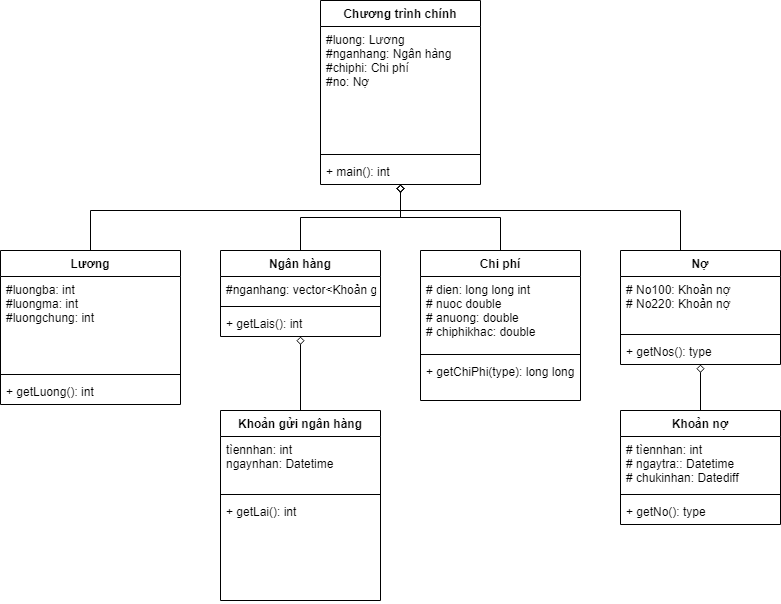 Chương trình chính
#luong: Lương
#nganhang: Ngân hàng
#chiphi: Chi phí
#no: Nợ
+ main(): int
Lương
#luongba: int
#luongma: int
#luongchung: int
+ getLuong(): int
Ngân hàng
#nganhang: vector<Khoản g
+ getLais(): int
Chi phí
# dien: long long int
# nuoc double
# anuong: double
# chiphikhac: double
+ getChiPhi(type): long long
Nợ
# No100: Khoản nợ
# No220: Khoản nợ
+ getNos(): type
Khoản gửi ngân hàng
tiènnhan: int
ngaynhan: Datetime
+ getLai(): int
Khoản nợ
# tiènnhan: int
# ngaytra:: Datetime
# chukinhan: Datediff
+ getNo(): type